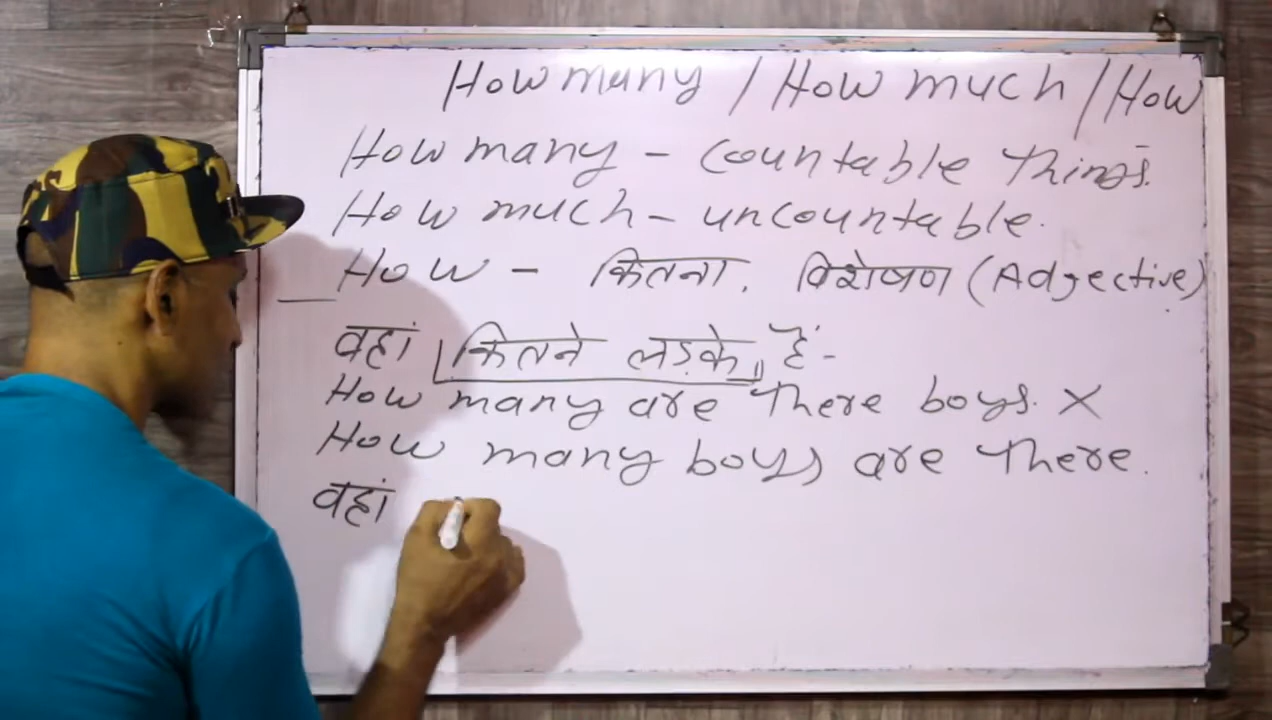 How many / How much / How
How many - countable things.
How much - uncountable.
How - कितना, विशेषण (Adjective)
वहां कितने लड़के हैं -
How many are there boys. X
How many boys are there.
वहां